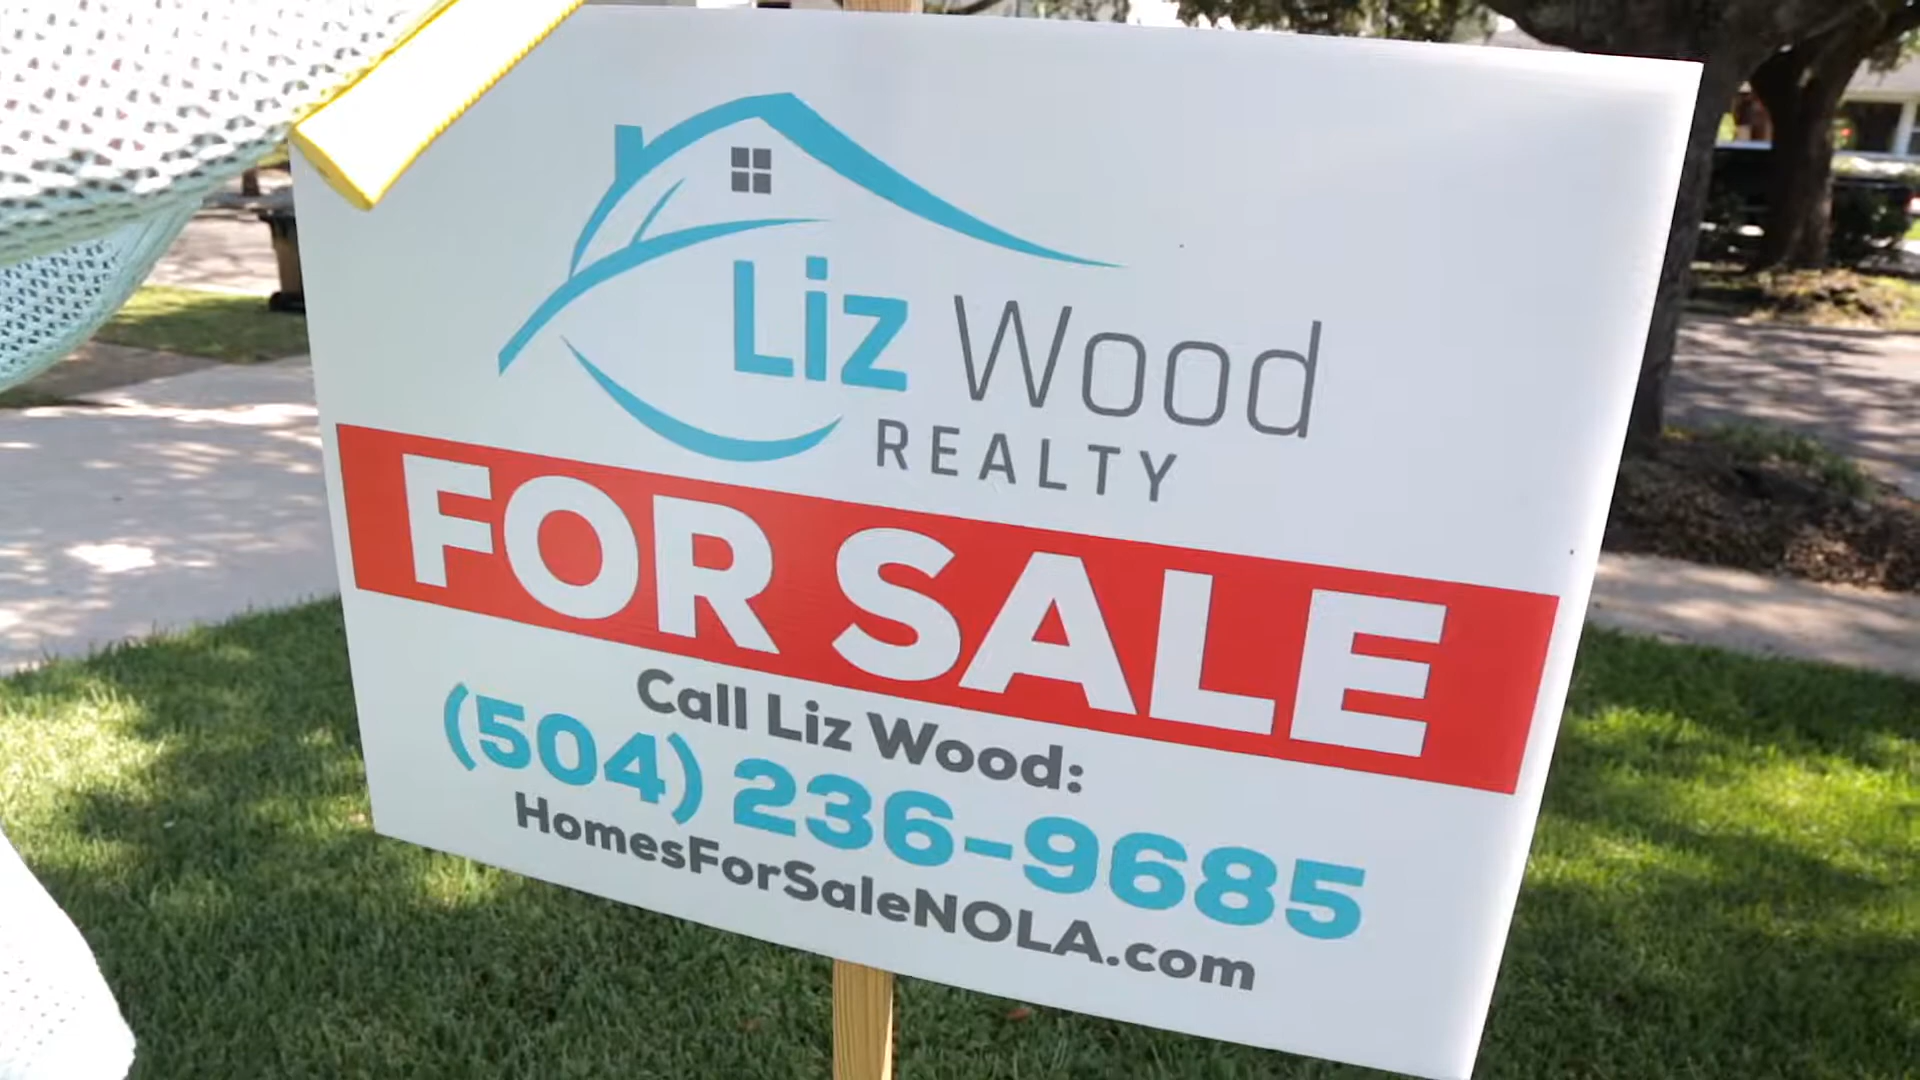 Liz Wood
REALTY
FOR SALE
Call Liz Wood:
(504) 236-9685
HomesForSaleNOLA.com